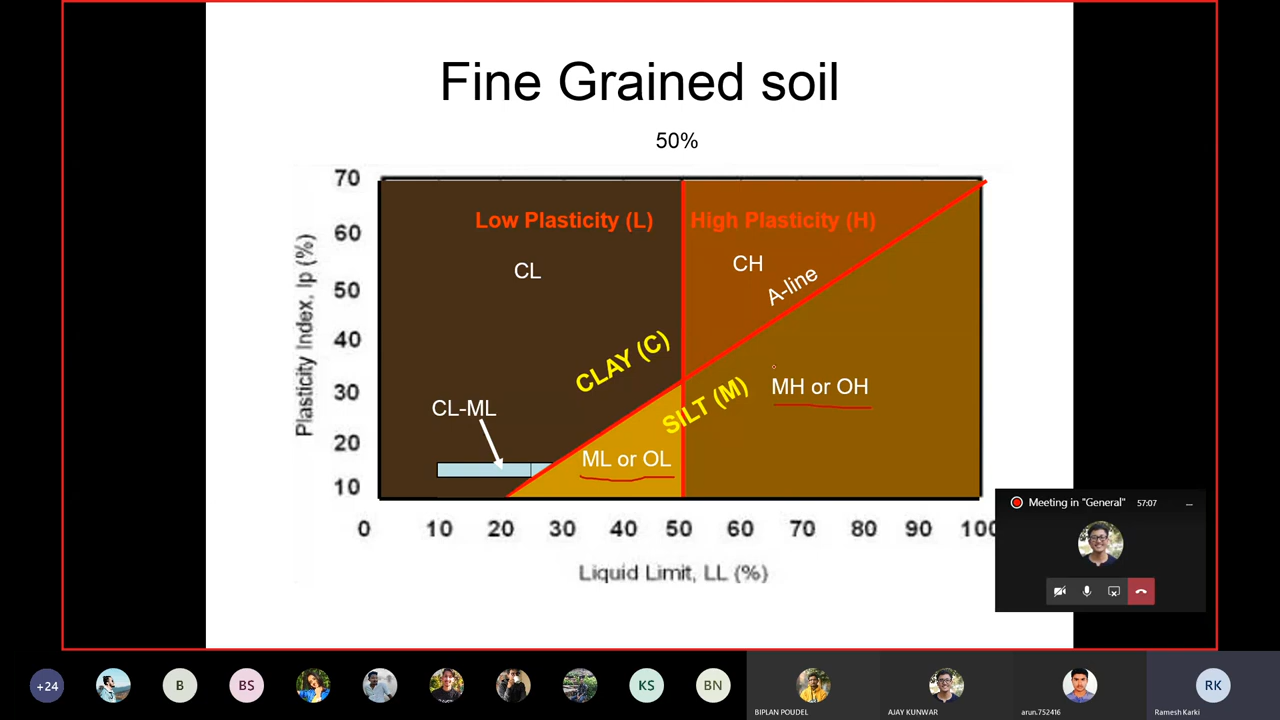 Fine Grained soil
50%
70
60
50
40
30
20
10
Plasticity Index, Ip (%)
Low Plasticity (L)
High Plasticity (H)
CL
CH
A-line
CLAY (C)
SILT (M)
CL-ML
MH or OH
ML or OL
0 10 20 30 40 50 60 70 80 90 100
Liquid Limit, LL (%)
Meeting in "General" 57:07
+24
B
BS
KS
BN
BIPLAN POUDEL
AJAY KUNWAR
arun.752416
RK
Ramesh Karki